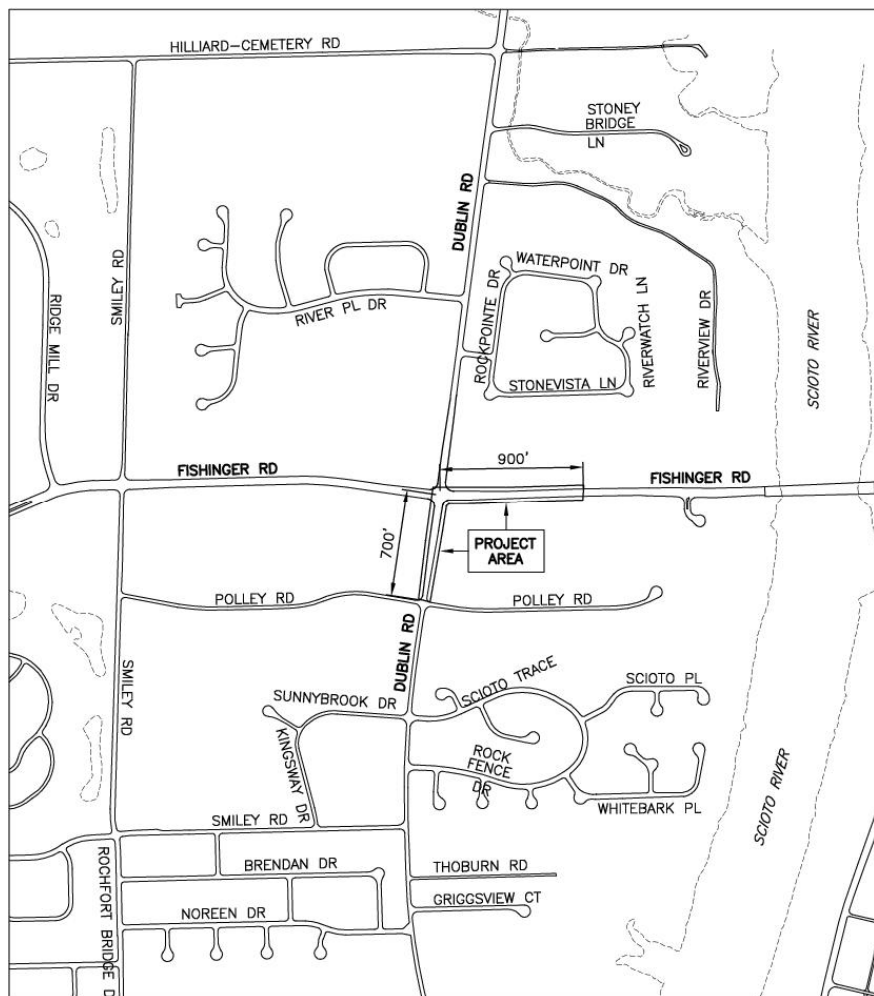 HILLIARD-CEMETERY RD
STONEY
BRIDGE
LN
DUBLIN RD
SMILEY RD
RIDGE MILL DR
RIVER PL DR
WATERPOINT DR
ROCKPOINTE DR
RIVERWATCH LN
STONEVISTA LN
RIVERVIEW DR
SCIOTO RIVER
FISHINGER RD
900'
FISHINGER RD
700'
PROJECT
AREA
POLLEY RD
POLLEY RD
DUBLIN RD
SMILEY RD
SUNNYBROOK DR
KINGSWAY DR
SCIOTO TRACE
SCIOTO PL
ROCK
FENCE
DR
WHITEBARK PL
SCIOTO RIVER
SMILEY RD
ROCHFORT BRIDGE D
BRENDAN DR
THOBURN RD
NOREEN DR
GRIGGSVIEW CT